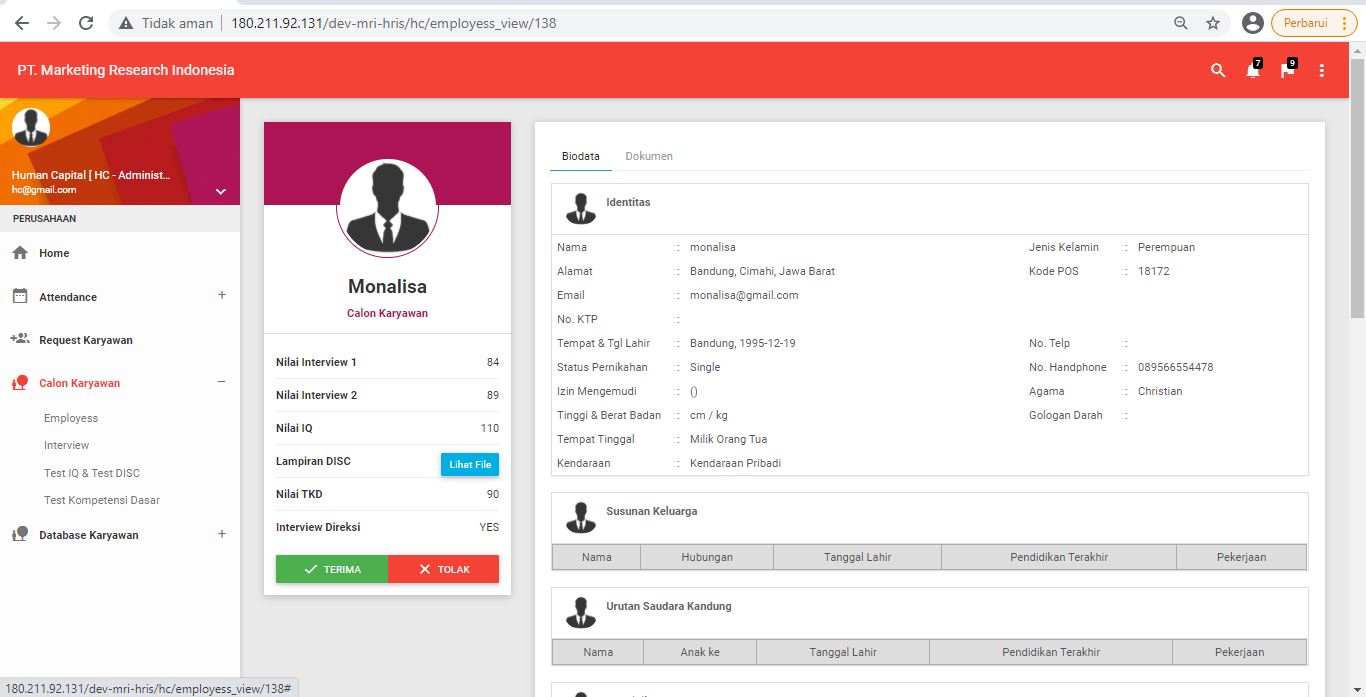 Tidak aman
180.211.92.131/dev-mri-hris/hc/employess_view/138
Perbarui
PT. Marketing Research Indonesia
7
9
Human Capital [ HC - Administ...
hc@gmail.com
PERUSAHAAN
Home
Attendance +
Request Karyawan
Calon Karyawan −
Employess
Interview
Test IQ & Test DISC
Test Kompetensi Dasar
Database Karyawan +
Monalisa
Calon Karyawan
Nilai Interview 1 84
Nilai Interview 2 89
Nilai IQ 110
Lampiran DISC Lihat File
Nilai TKD 90
Interview Direksi YES
TERIMA TOLAK
Biodata Dokumen
Identitas
Nama : monalisa Jenis Kelamin : Perempuan
Alamat : Bandung, Cimahi, Jawa Barat Kode POS : 18172
Email : monalisa@gmail.com
No. KTP :
Tempat & Tgl Lahir : Bandung, 1995-12-19 No. Telp :
Status Pernikahan : Single No. Handphone : 089566554478
Izin Mengemudi : () Agama : Christian
Tinggi & Berat Badan : cm / kg Gologan Darah :
Tempat Tinggal : Milik Orang Tua
Kendaraan : Kendaraan Pribadi
Susunan Keluarga
Nama Hubungan Tanggal Lahir Pendidikan Terakhir Pekerjaan
Urutan Saudara Kandung
Nama Anak ke Tanggal Lahir Pendidikan Terakhir Pekerjaan
180.211.92.131/dev-mri-hris/hc/employess_view/138#